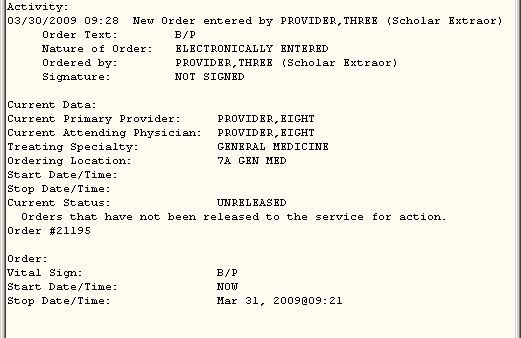 Activity:
03/30/2009 09:28  New Order entered by PROVIDER,THREE (Scholar Extraor)
     Order Text:        B/P
     Nature of Order:   ELECTRONICALLY ENTERED
     Ordered by:        PROVIDER,THREE (Scholar Extraor)
     Signature:         NOT SIGNED

Current Data:
Current Primary Provider:     PROVIDER,EIGHT
Current Attending Physician:  PROVIDER,EIGHT
Treating Specialty:           GENERAL MEDICINE
Ordering Location:            7A GEN MED
Start Date/Time:
Stop Date/Time:
Current Status:               UNRELEASED
  Orders that have not been released to the service for action.
Order #21195

Order:
Vital Sign:                   B/P
Start Date/Time:              NOW
Stop Date/Time:               Mar 31, 2009@09:21